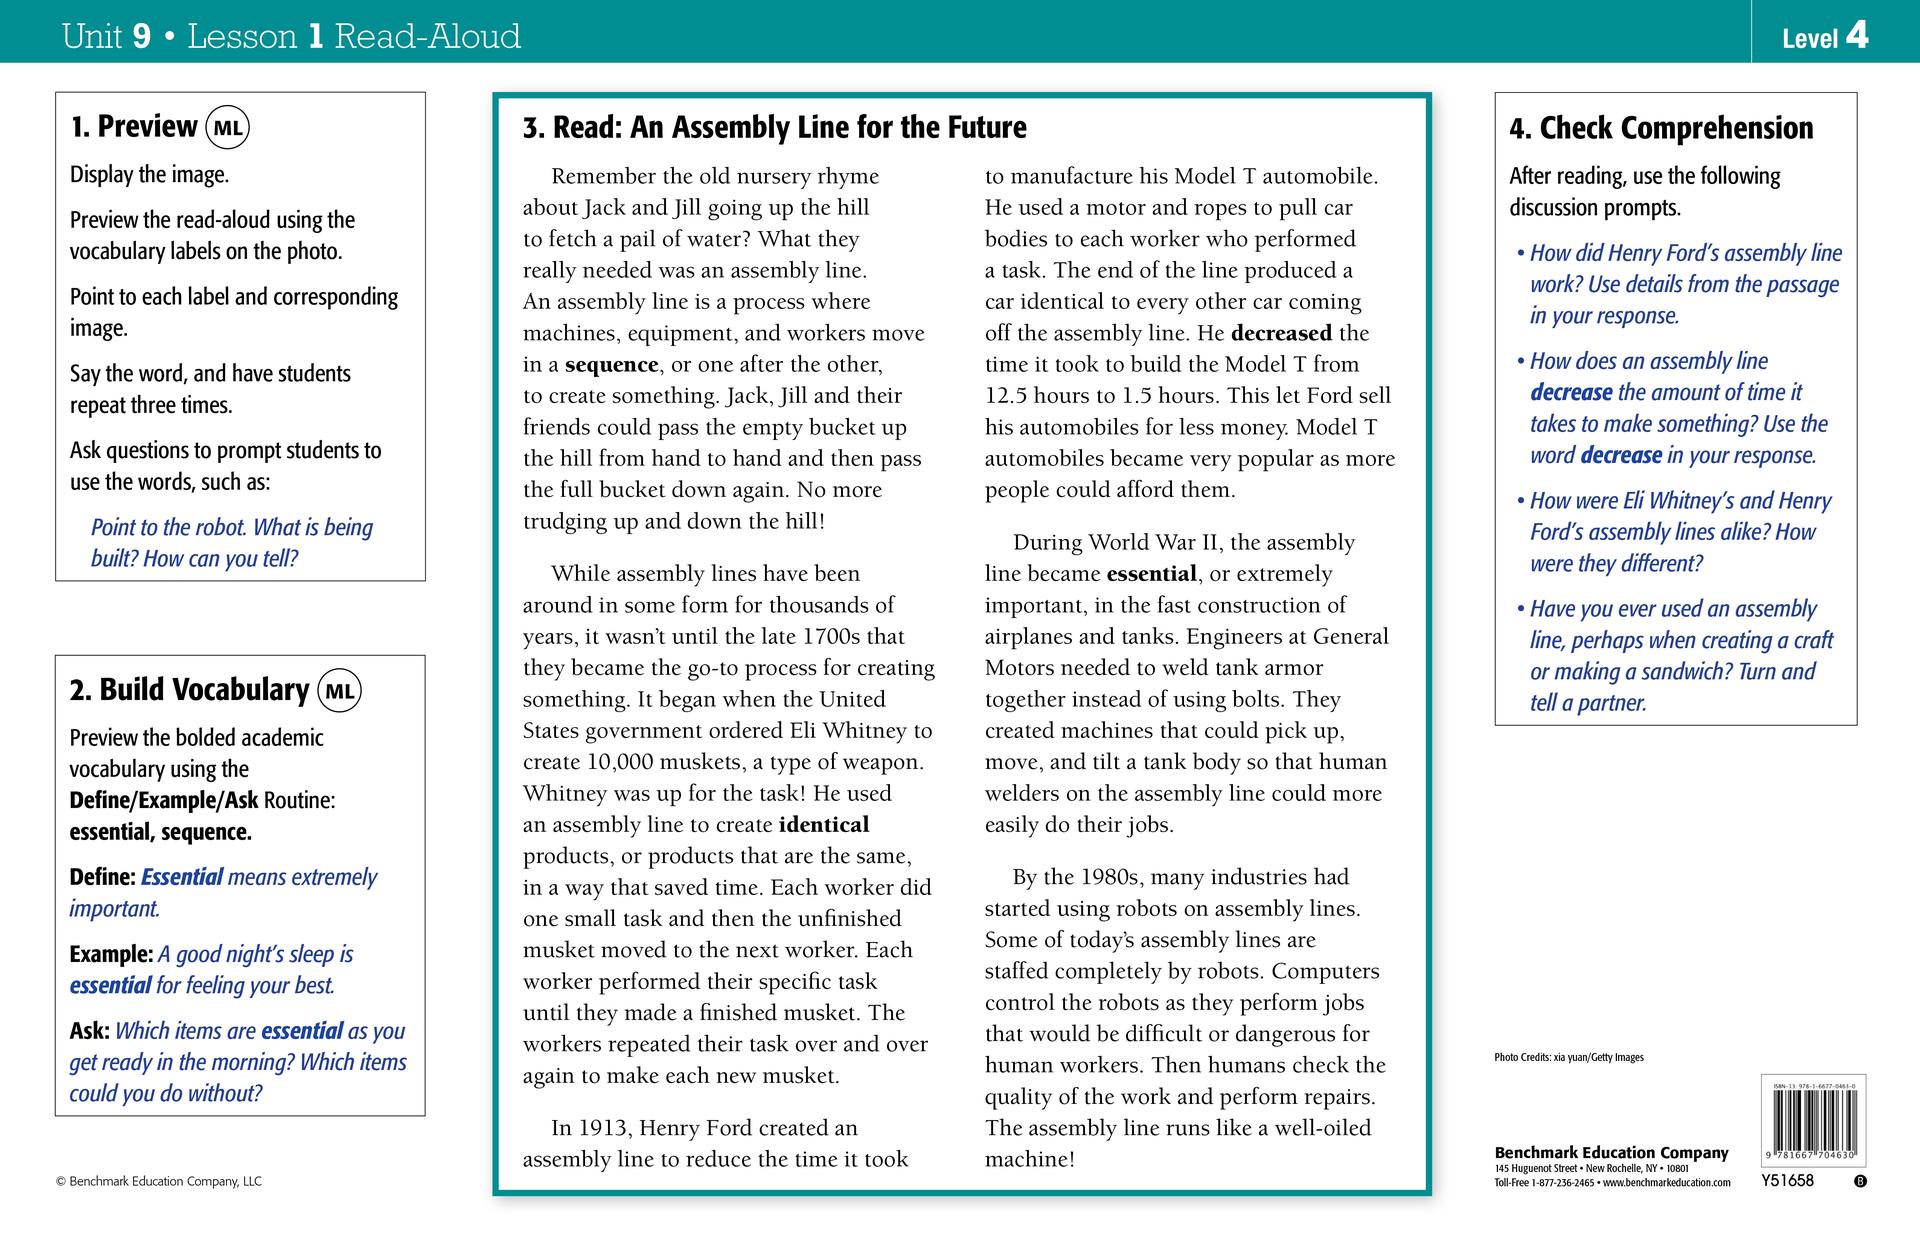 Unit 9 • Lesson 1 Read-Aloud
Level 4
1. Preview ML
Display the image.
Preview the read-aloud using the
vocabulary labels on the photo.
Point to each label and corresponding
image.
Say the word, and have students
repeat three times.
Ask questions to prompt students to
use the words, such as:
Point to the robot. What is being
built? How can you tell?
2. Build Vocabulary ML
Preview the bolded academic
vocabulary using the
Define/Example/Ask Routine:
essential, sequence.
Define: Essential means extremely
important.
Example: A good night's sleep is
essential for feeling your best.
Ask: Which items are essential as you
get ready in the morning? Which items
could you do without?
© Benchmark Education Company, LLC
3. Read: An Assembly Line for the Future
Remember the old nursery rhyme
about Jack and Jill going up the hill
to fetch a pail of water? What they
really needed was an assembly line.
An assembly line is a process where
machines, equipment, and workers move
in a sequence, or one after the other,
to create something. Jack, Jill and their
friends could pass the empty bucket up
the hill from hand to hand and then pass
the full bucket down again. No more
trudging up and down the hill!
While assembly lines have been
around in some form for thousands of
years, it wasn't until the late 1700s that
they became the go-to process for creating
something. It began when the United
States government ordered Eli Whitney to
create 10,000 muskets, a type of weapon.
Whitney was up for the task! He used
an assembly line to create identical
products, or products that are the same,
in a way that saved time. Each worker did
one small task and then the unfinished
musket moved to the next worker. Each
worker performed their specific task
until they made a finished musket. The
workers repeated their task over and over
again to make each new musket.
In 1913, Henry Ford created an
assembly line to reduce the time it took
to manufacture his Model T automobile.
He used a motor and ropes to pull car
bodies to each worker who performed
a task. The end of the line produced a
car identical to every other car coming
off the assembly line. He decreased the
time it took to build the Model T from
12.5 hours to 1.5 hours. This let Ford sell
his automobiles for less money. Model T
automobiles became very popular as more
people could afford them.
During World War II, the assembly
line became essential, or extremely
important, in the fast construction of
airplanes and tanks. Engineers at General
Motors needed to weld tank armor
together instead of using bolts. They
created machines that could pick up,
move, and tilt a tank body so that human
welders on the assembly line could more
easily do their jobs.
By the 1980s, many industries had
started using robots on assembly lines.
Some of today's assembly lines are
staffed completely by robots. Computers
control the robots as they perform jobs
that would be difficult or dangerous for
human workers. Then humans check the
quality of the work and perform repairs.
The assembly line runs like a well-oiled
machine!
4. Check Comprehension
After reading, use the following
discussion prompts.
• How did Henry Ford's assembly line
work? Use details from the passage
in your response.
• How does an assembly line
decrease the amount of time it
takes to make something? Use the
word decrease in your response.
• How were Eli Whitney's and Henry
Ford's assembly lines alike? How
were they different?
• Have you ever used an assembly
line, perhaps when creating a craft
or making a sandwich? Turn and
tell a partner.
Photo Credits: xia yuan/Getty Images
Benchmark Education Company
145 Huguenot Street • New Rochelle, NY • 10801
Toll-Free 1-877-236-2465 • www.benchmarkeducation.com
ISBN-13 978-1-6677-0463-0
9 781667 704630
Y51658
B